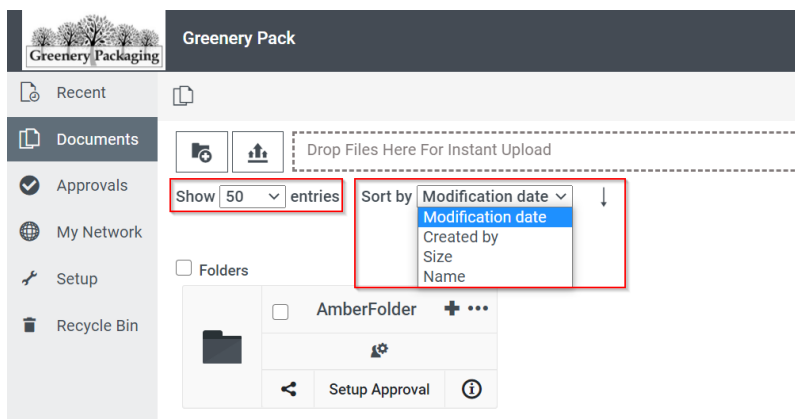 Greenery Packaging
Greenery Pack
Recent
Documents
Approvals
My Network
Setup
Recycle Bin
Drop Files Here For Instant Upload
Show 50 entries Sort by Modification date
Modification date
Created by
Size
Name
Folders
AmberFolder
Setup Approval